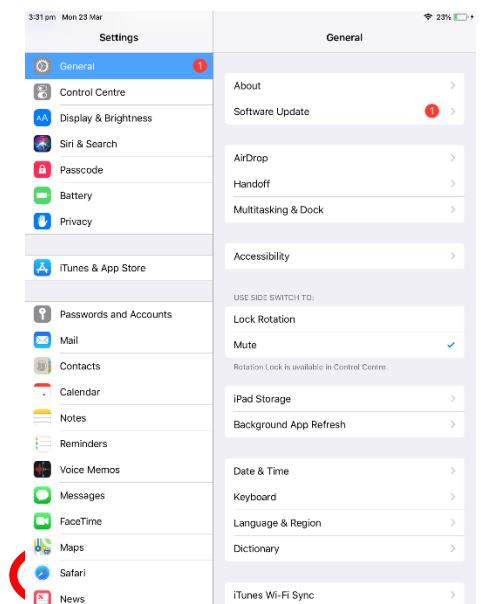 3:31 pm Mon 23 Mar
23%
Settings
General
General
1
Control Centre
AA Display & Brightness
Siri & Search
Passcode
Battery
Privacy
iTunes & App Store
Passwords and Accounts
Mail
Contacts
Calendar
Notes
Reminders
Voice Memos
Messages
FaceTime
Maps
Safari
News
About
Software Update
1
AirDrop
Handoff
Multitasking & Dock
Accessibility
USE SIDE SWITCH TO:
Lock Rotation
Mute
Rotation Lock is available in Control Centre.
iPad Storage
Background App Refresh
Date & Time
Keyboard
Language & Region
Dictionary
iTunes Wi-Fi Sync